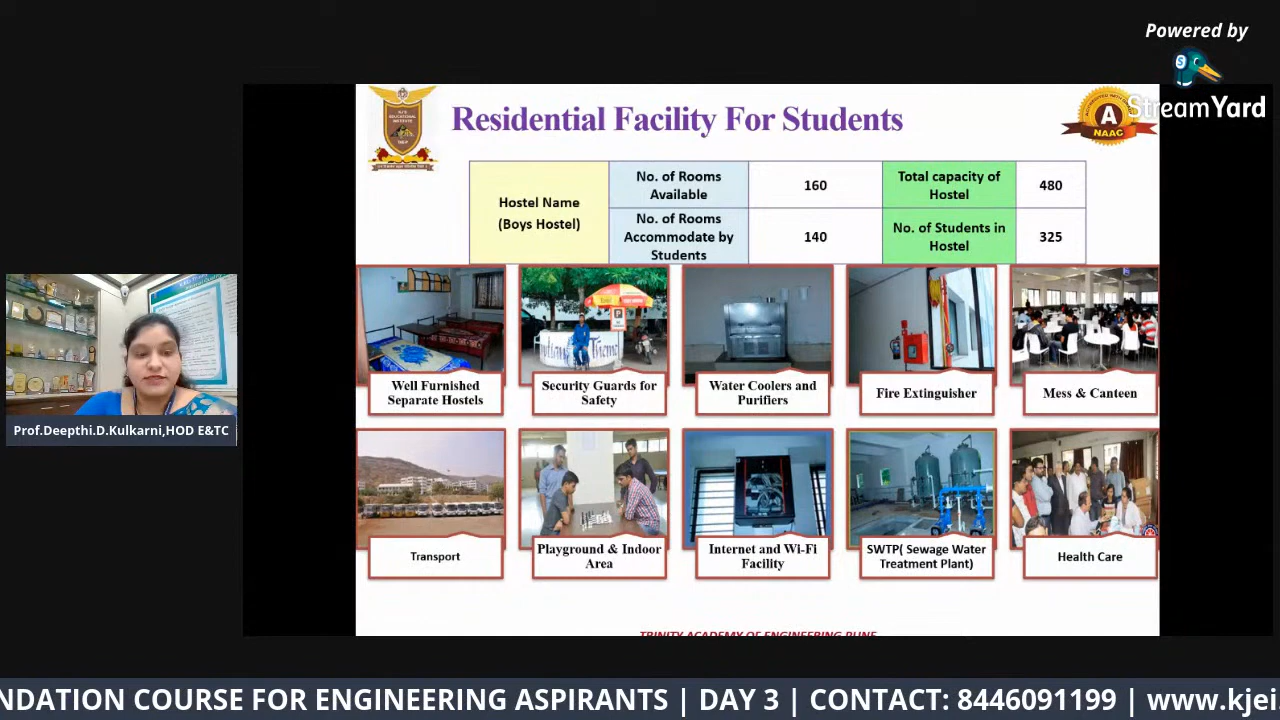 Powered by
StreamYard
Residential Facility For Students
A
NAAC
Hostel Name
(Boys Hostel)
No. of Rooms
Available
160
Total capacity of
Hostel
480
No. of Rooms
Accommodate by
Students
140
No. of Students in
Hostel
325
Well Furnished
Separate Hostels
Security Guards for
Safety
Water Coolers and
Purifiers
Fire Extinguisher
Mess & Canteen
Transport
Playground & Indoor
Area
Internet and Wi-Fi
Facility
SWTP( Sewage Water
Treatment Plant)
Health Care
TRINITY ACADEMY OF ENGINEERING PUNE
Prof.Deepthi.D.Kulkarni,HOD E&TC
NDATION COURSE FOR ENGINEERING ASPIRANTS | DAY 3 | CONTACT: 8446091199 | www.kjei.